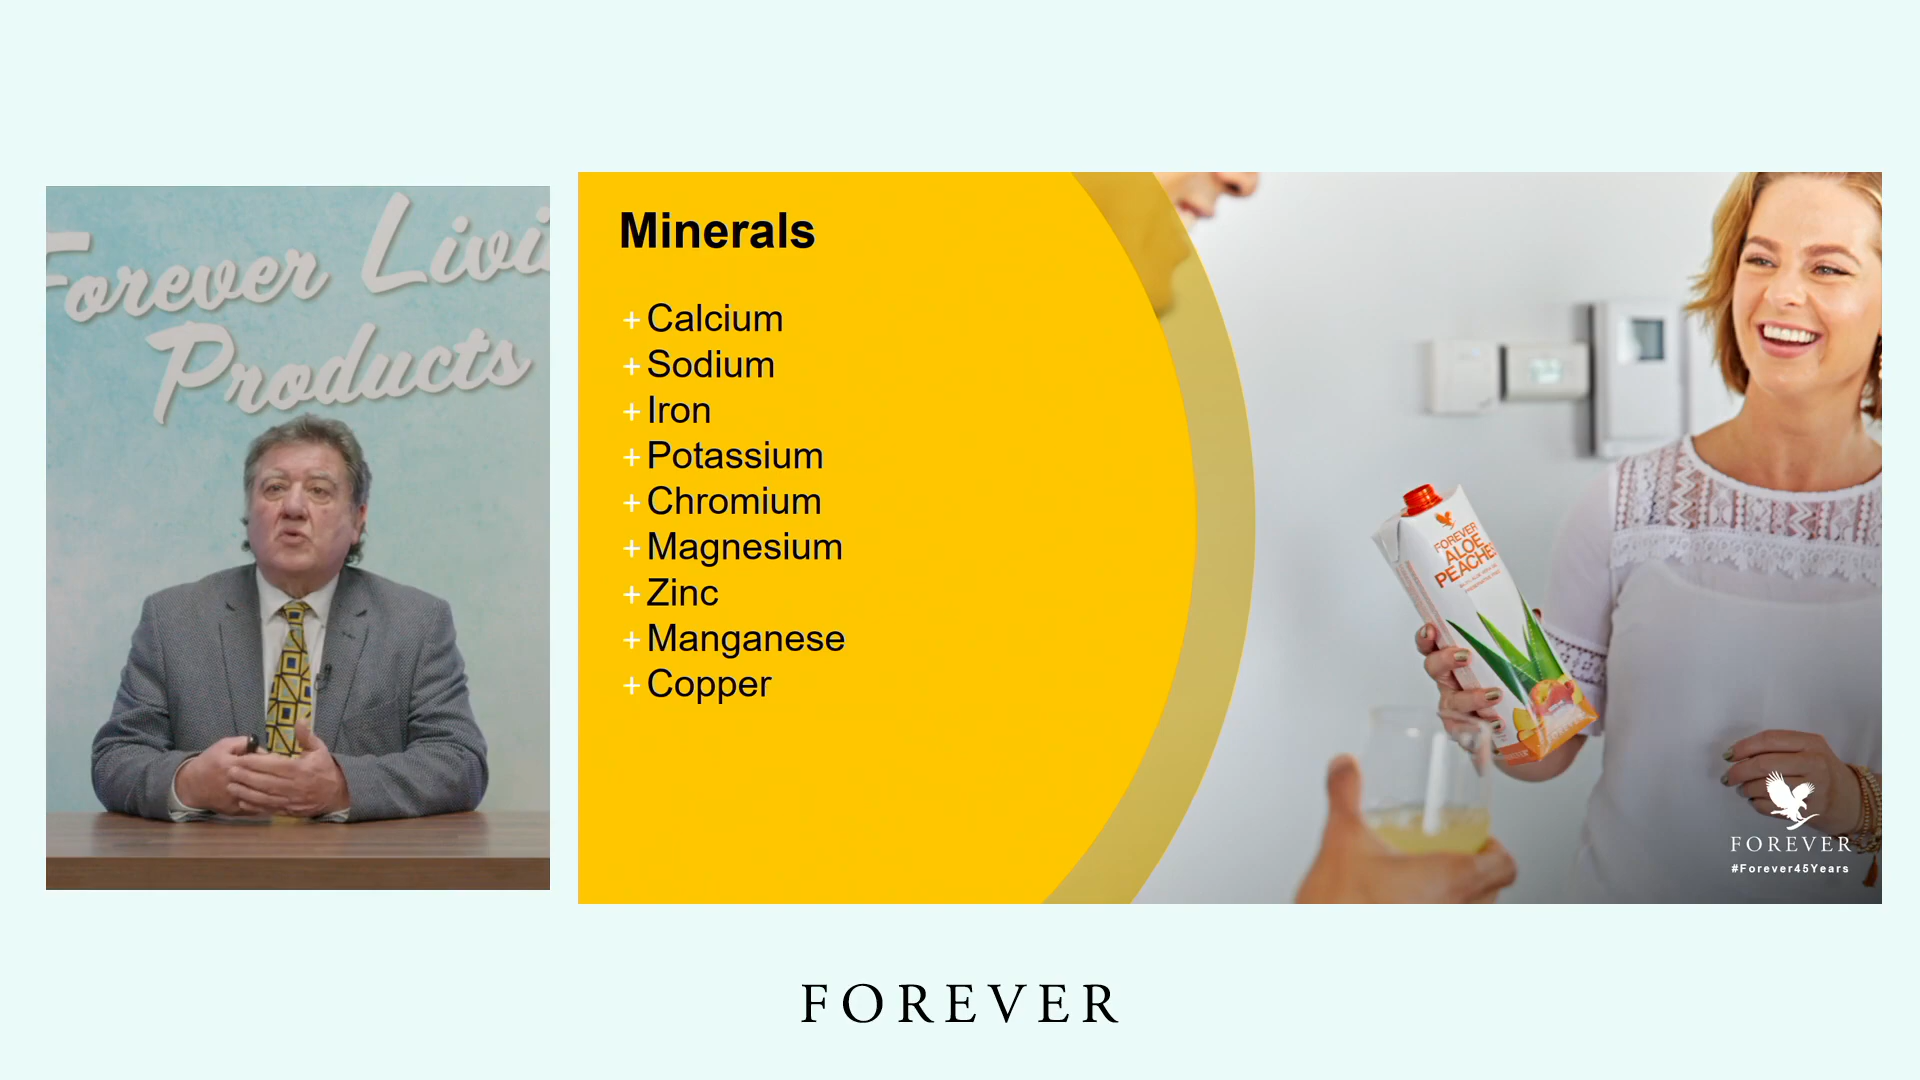 Forever Livi
Products
Minerals
+ Calcium
+ Sodium
+ Iron
+ Potassium
+ Chromium
+ Magnesium
+ Zinc
+ Manganese
+ Copper
FOREVER
ALOE
PEACHES
FOREVER
#Forever45Years
FOREVER